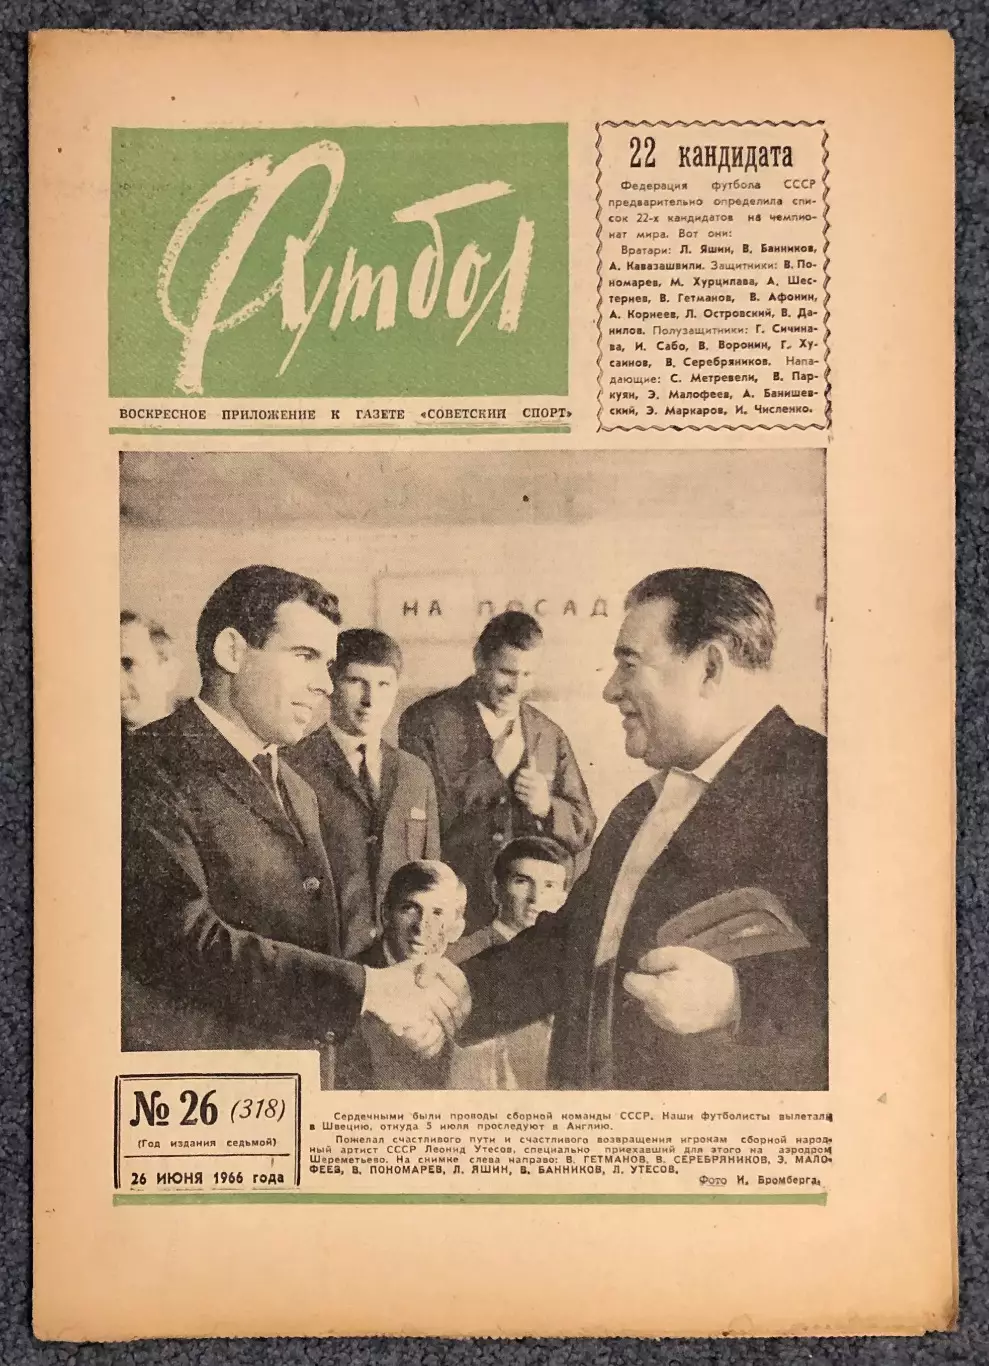 Футбол
ВОСКРЕСНОЕ ПРИЛОЖЕНИЕ К ГАЗЕТЕ «СОВЕТСКИЙ СПОРТ»
22 кандидата
Федерация футбола СССР
предварительно определила спи-
сок 22-х кандидатов на чемпио-
нат мира. Вот они:
Вратари: Л. Яшин, В. Банников,
А. Кавазашвили. Защитники: В. По-
номарев, М. Хурцилава, А. Шес-
тернев, В. Гетманов, В. Афонин,
А. Корнеев, Л. Островский, В. Да-
нилов. Полузащитники: Г. Сичина-
ва, И. Сабо, В. Воронин, Г. Ху-
саинов, В. Серебряников. Напа-
дающие: С. Метревели, В. Пар-
куян, Э. Малофеев, А. Банишев-
ский, Э. Маркаров, И. Численко.
НА ПОСАД
№ 26 (318)
(Год издания седьмой)
26 ИЮНЯ 1966 года
Сердечными были проводы сборной команды СССР. Наши футболисты вылетали
в Швецию, откуда 5 июля проследуют в Англию.
Пожелал счастливого пути и счастливого возвращения игрокам сборной народ-
ный артист СССР Леонид Утесов, специально приехавший для этого на аэродром
Шереметьево. На снимке слева направо: В. ГЕТМАНОВ, В. СЕРЕБРЯНИКОВ, Э. МАЛО-
ФЕЕВ, В. ПОНОМАРЕВ, Л. ЯШИН, В. БАННИКОВ, Л. УТЕСОВ.
Фото И. Бромберга.